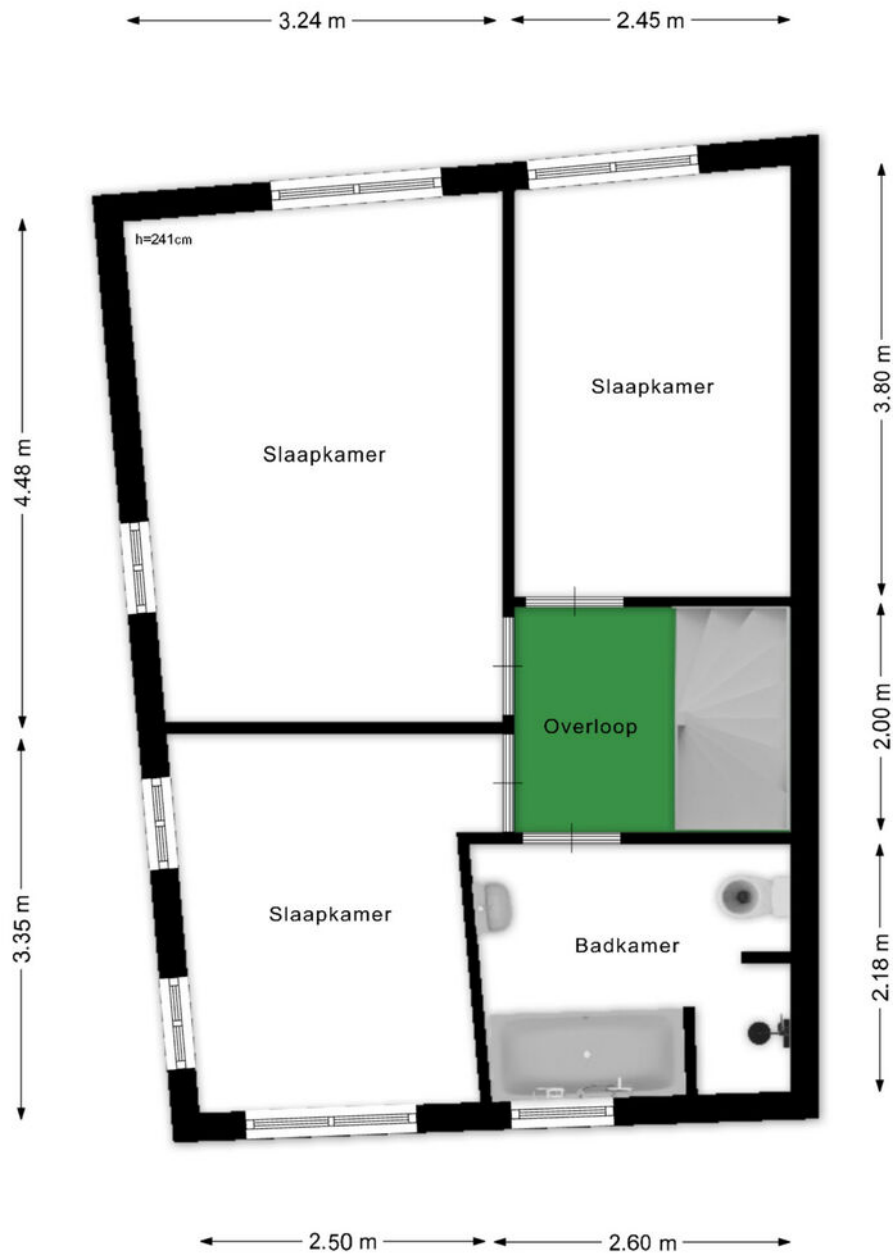 3.24 m
2.45 m
h=241cm
Slaapkamer
3.80 m
Slaapkamer
4.48 m
Overloop
2.00 m
Slaapkamer
3.35 m
Badkamer
2.18 m
2.50 m
2.60 m